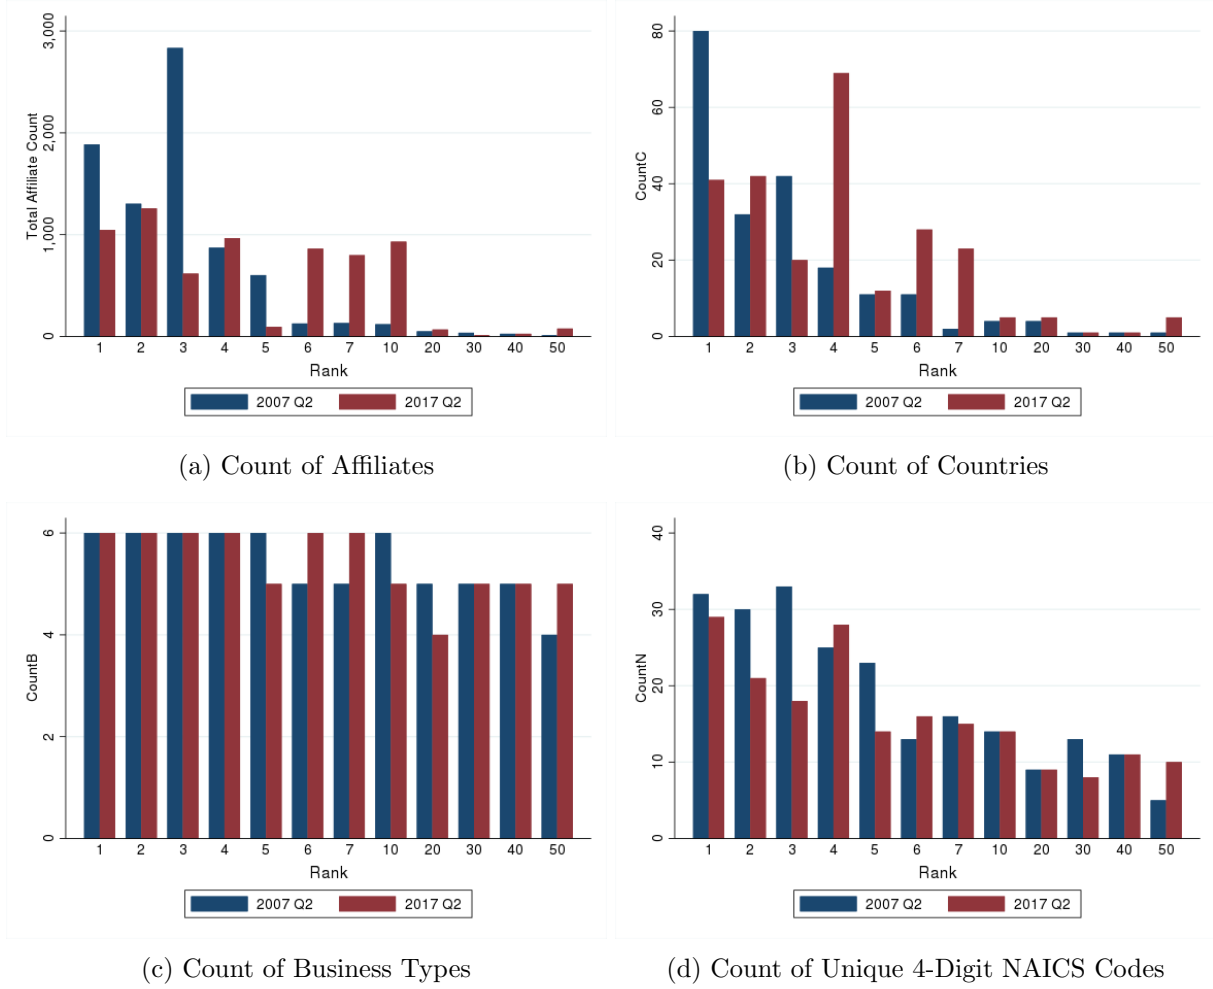 3,000
2,000
1,000
0
Total Affiliate Count
1 2 3 4 5 6 7 10 20 30 40 50
Rank
2007 Q2 2017 Q2
(a) Count of Affiliates
80
60
40
20
0
CountC
1 2 3 4 5 6 7 10 20 30 40 50
Rank
2007 Q2 2017 Q2
(b) Count of Countries
6
4
2
0
CountB
1 2 3 4 5 6 7 10 20 30 40 50
Rank
2007 Q2 2017 Q2
(c) Count of Business Types
40
30
20
10
0
CountN
1 2 3 4 5 6 7 10 20 30 40 50
Rank
2007 Q2 2017 Q2
(d) Count of Unique 4-Digit NAICS Codes